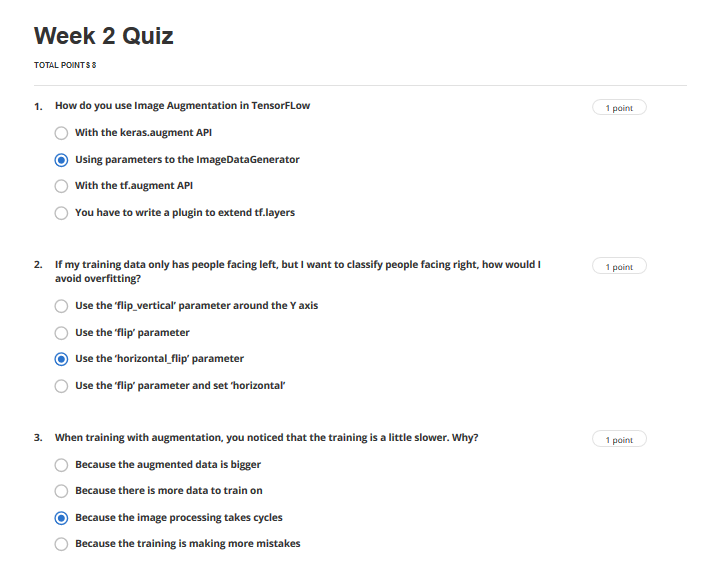 Week 2 Quiz
TOTAL POINTS 8
1. How do you use Image Augmentation in TensorFLow
1 point
With the keras.augment API
Using parameters to the ImageDataGenerator
With the tf.augment API
You have to write a plugin to extend tf.layers
2. If my training data only has people facing left, but I want to classify people facing right, how would I
avoid overfitting?
1 point
Use the ‘flip_vertical’ parameter around the Y axis
Use the ‘flip’ parameter
Use the ‘horizontal_flip’ parameter
Use the ‘flip’ parameter and set ‘horizontal’
3. When training with augmentation, you noticed that the training is a little slower. Why?
1 point
Because the augmented data is bigger
Because there is more data to train on
Because the image processing takes cycles
Because the training is making more mistakes